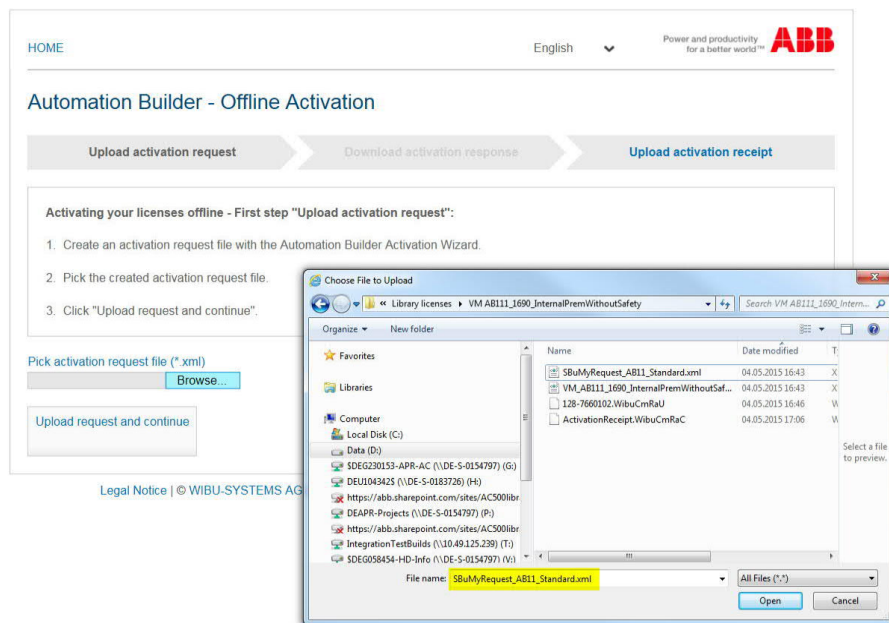 HOME
English
Power and productivity
for a better world™
ABB
Automation Builder - Offline Activation
Upload activation request
Download activation response
Upload activation receipt
Activating your licenses offline - First step "Upload activation request":
1. Create an activation request file with the Automation Builder Activation Wizard.
2. Pick the created activation request file.
3. Click "Upload request and continue".
Pick activation request file (*.xml)
Browse...
Upload request and continue
Legal Notice | © WIBU-SYSTEMS AG
Choose File to Upload
« Library licenses VM AB111_1690_InternalPremWithoutSafety
Search VM AB111_1690_Intern...
Organize
New folder
Favorites
Libraries
Computer
Local Disk (C:)
Data (D:)
$DEG230153-APR-AC (\\DE-S-0154797) (G:)
DEU104342$ (\\DE-S-0183726) (H:)
https://abb.sharepoint.com/sites/AC500libr
DEAPR-Projects (\\DE-S-0154797) (P:)
https://abb.sharepoint.com/sites/AC500libr
IntegrationTestBuilds (\\10.49.125.239) (T:)
$DEG058454-HD-Info (\\DE-S-0154797) (V:)
Name Date modified
SBuMyRequest_AB11_Standard.xml 04.05.2015 16:43 X
VM_AB111_1690_InternalPremWithoutSaf... 04.05.2015 16:43 X
128-7660102.WibuCmRaU 04.05.2015 16:46 W
ActivationReceipt.WibuCmRaC 04.05.2015 17:06 W
Select a file
to preview.
File name: SBuMyRequest_AB11_Standard.xml
All Files (*.*)
Open
Cancel